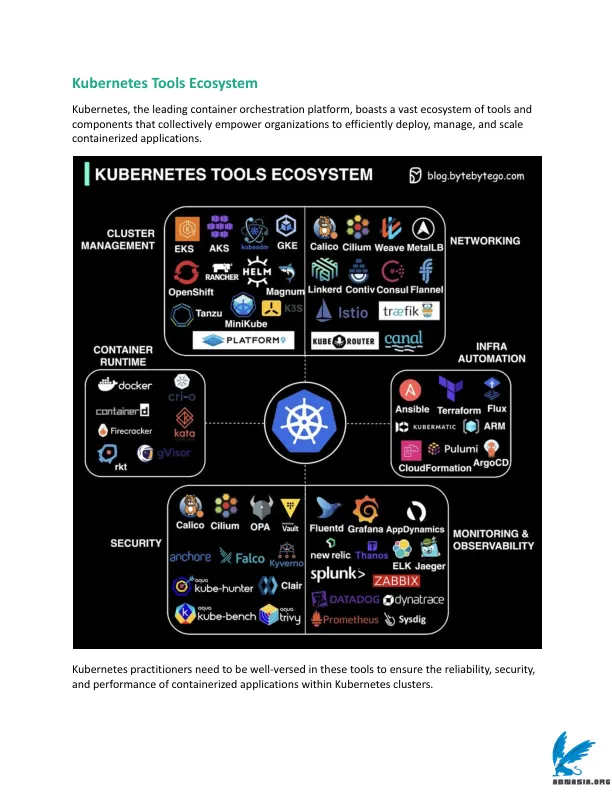 Kubernetes Tools Ecosystem
Kubernetes, the leading container orchestration platform, boasts a vast ecosystem of tools and
components that collectively empower organizations to efficiently deploy, manage, and scale
containerized applications.
KUBERNETES TOOLS ECOSYSTEM
blog.bytebytego.com
CLUSTER
MANAGEMENT
EKS AKS kubeadm GKE
OpenShift RANCHER HELM Magnum
Tanzu MiniKube K3S
PLATFORM9
NETWORKING
Calico Cilium Weave MetalLB
Linkerd Contiv Consul Flannel
Istio træfik
KUBE ROUTER canal
CONTAINER
RUNTIME
docker cri-o
containerd
Firecracker kata
rkt gVisor
INFRA
AUTOMATION
Ansible Terraform Flux
KUBERMATIC ARM
Pulumi
CloudFormation ArgoCD
SECURITY
Calico Cilium OPA Vault
anchore Falco Kyverno
aqua kube-hunter Clair
aqua kube-bench aqua trivy
MONITORING &
OBSERVABILITY
Fluentd Grafana AppDynamics
new relic Thanos ELK Jaeger
splunk> ZABBIX
DATADOG dynatrace
Prometheus Sysdig
Kubernetes practitioners need to be well-versed in these tools to ensure the reliability, security,
and performance of containerized applications within Kubernetes clusters.
ABNASIA.ORG